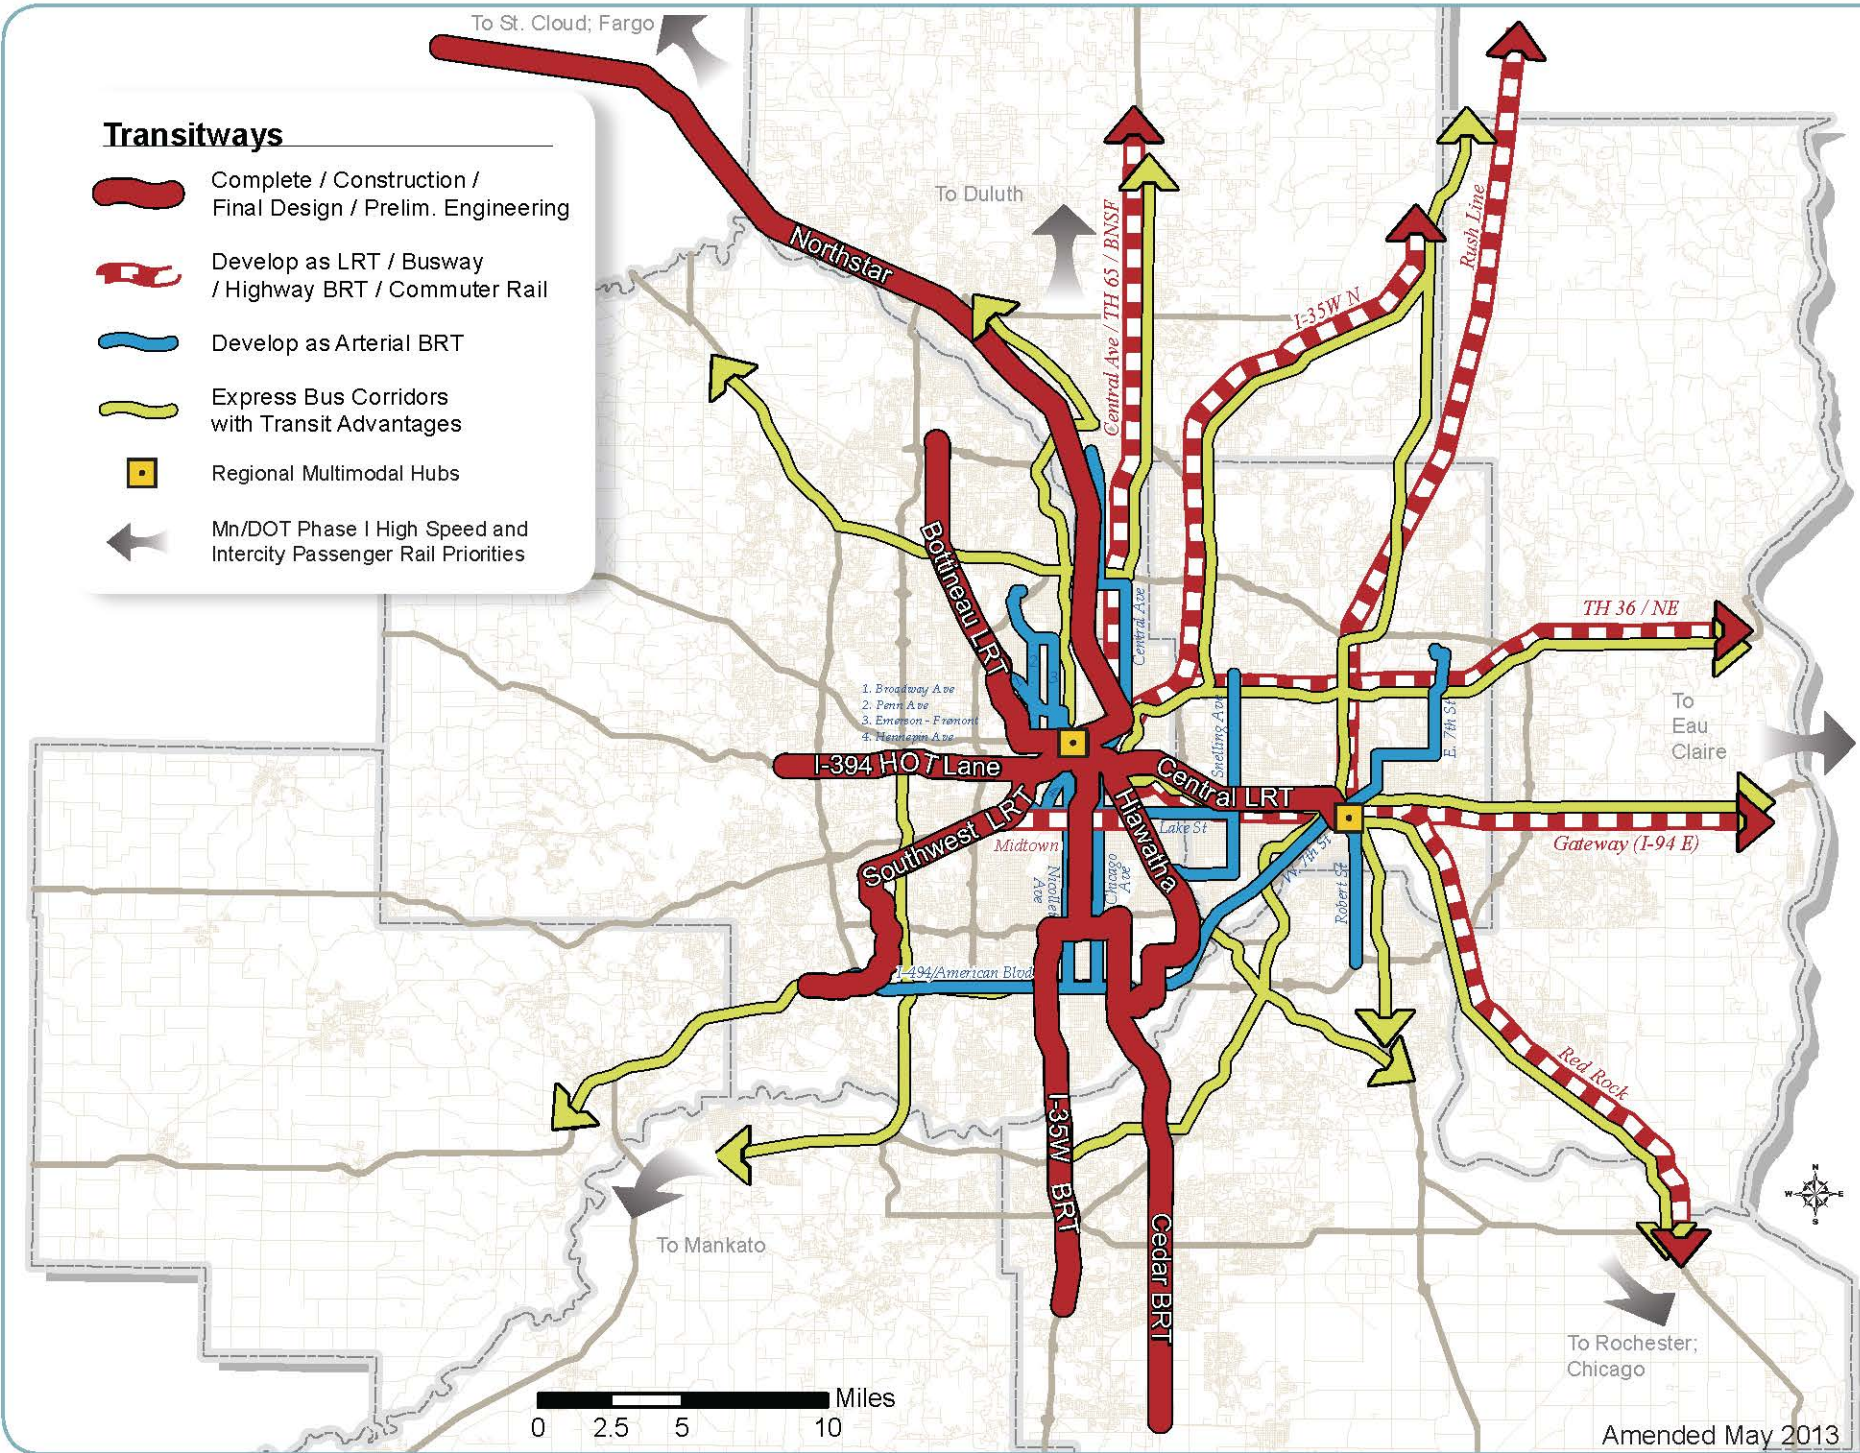 To St. Cloud; Fargo
Transitways
Complete / Construction /
Final Design / Prelim. Engineering
Develop as LRT / Busway
/ Highway BRT / Commuter Rail
Develop as Arterial BRT
Express Bus Corridors
with Transit Advantages
Regional Multimodal Hubs
Mn/DOT Phase I High Speed and
Intercity Passenger Rail Priorities
To Duluth
Northstar
Central Ave / TH 65 / BNSF
I-35W N
Rush Line
Bottineau LRT
Central Ave
TH 36 / NE
1. Broadway Ave
2. Penn Ave
3. Emerson - Fremont
4. Hennepin Ave
3
Snelling Ave
E. 7th St
To
Eau
Claire
I-394 HOT Lane
Central LRT
Southwest LRT
Hiawatha
Lake St
Midtown
W. 7th St
Gateway (I-94 E)
Nicollet
Ave
Chicago
Ave
Robert St
I-494/American Blvd
Red Rock
I-35W BRT
Cedar BRT
To Mankato
N
W
E
S
To Rochester;
Chicago
Miles
0
2.5
5
10
Amended May 2013